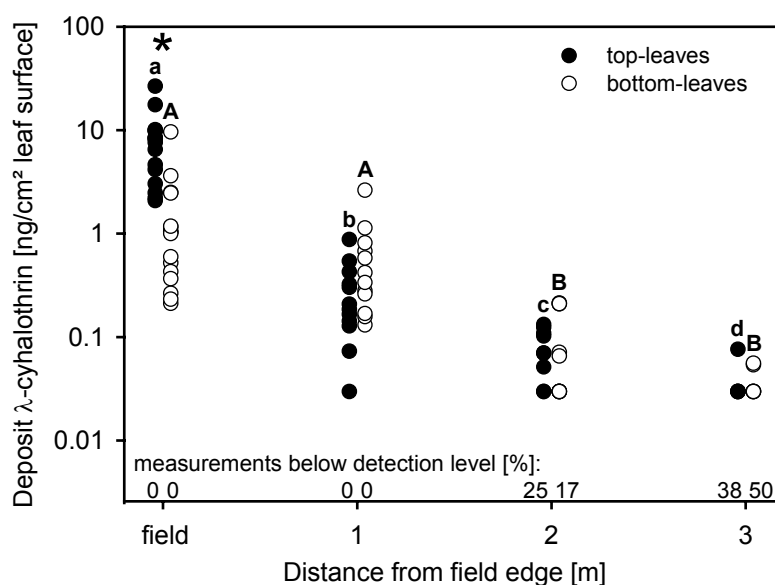 Deposit λ-cyhalothrin [ng/cm² leaf surface]
100
10
1
0.1
0.01
top-leaves
bottom-leaves
*
a
A
b
A
c
B
d
B
measurements below detection level [%]:
0 0 0 0 25 17 38 50
field 1 2 3
Distance from field edge [m]